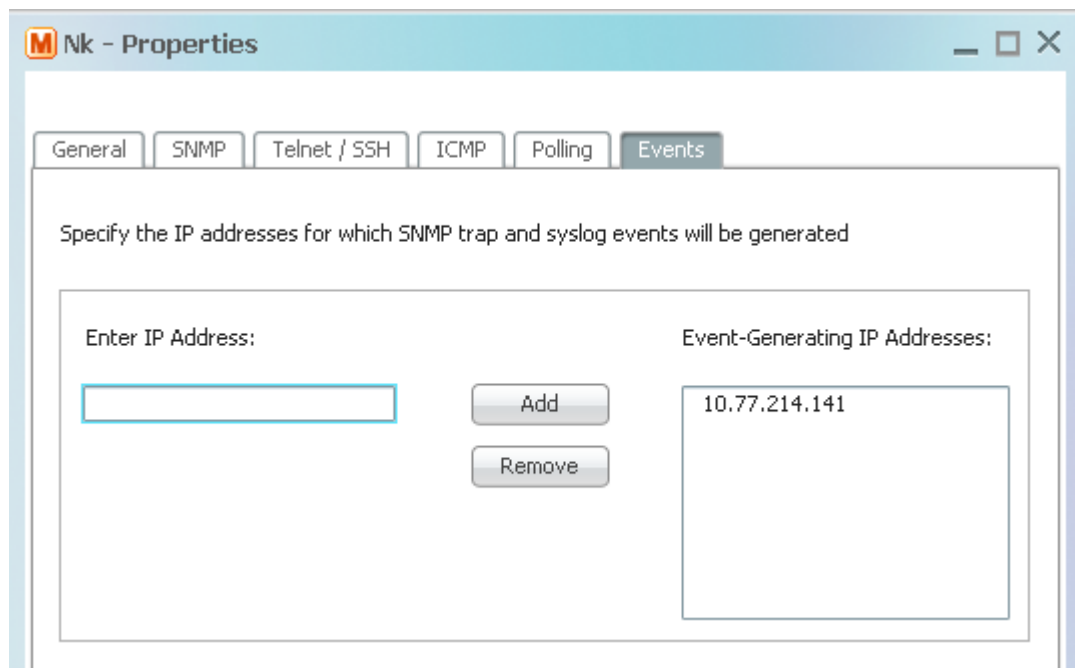 M Nk - Properties
General SNMP Telnet / SSH ICMP Polling Events
Specify the IP addresses for which SNMP trap and syslog events will be generated
Enter IP Address: Event-Generating IP Addresses:
Add 10.77.214.141
Remove